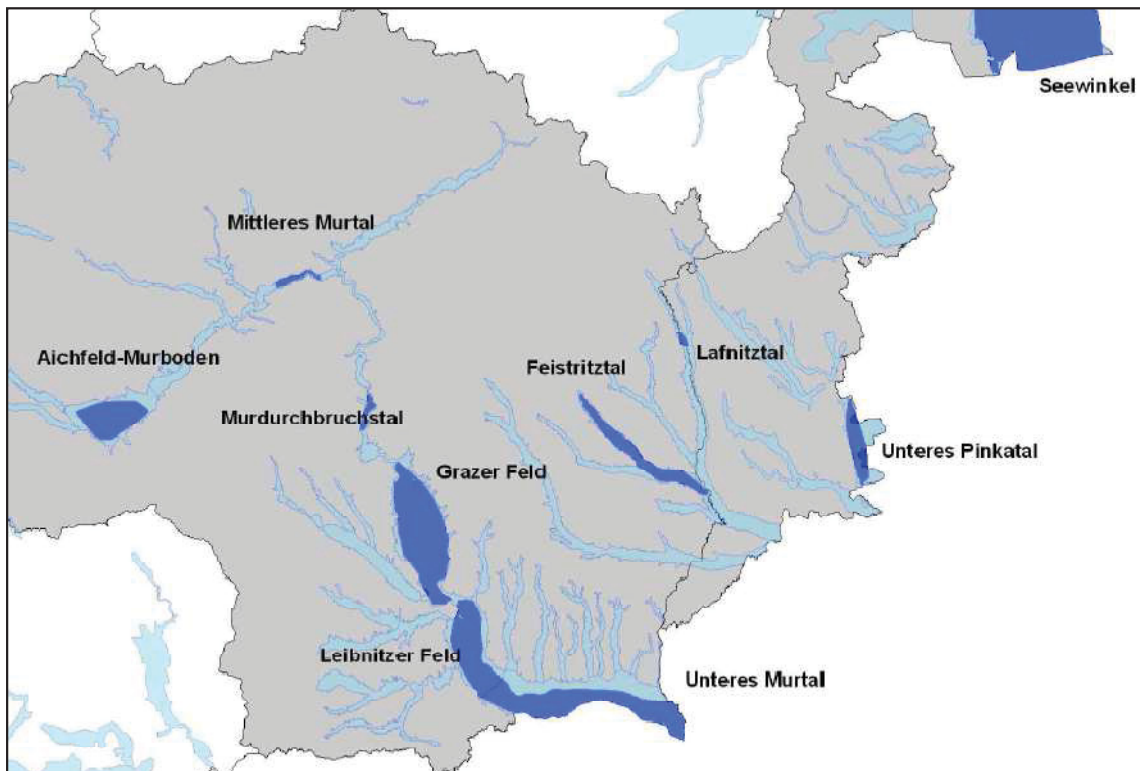 Seewinkel
Mittleres Murtal
Aichfeld-Murboden
Lafnitztal
Feistritztal
Murdurchbruchstal
Unteres Pinkatal
Grazer Feld
Leibnitzer Feld
Unteres Murtal